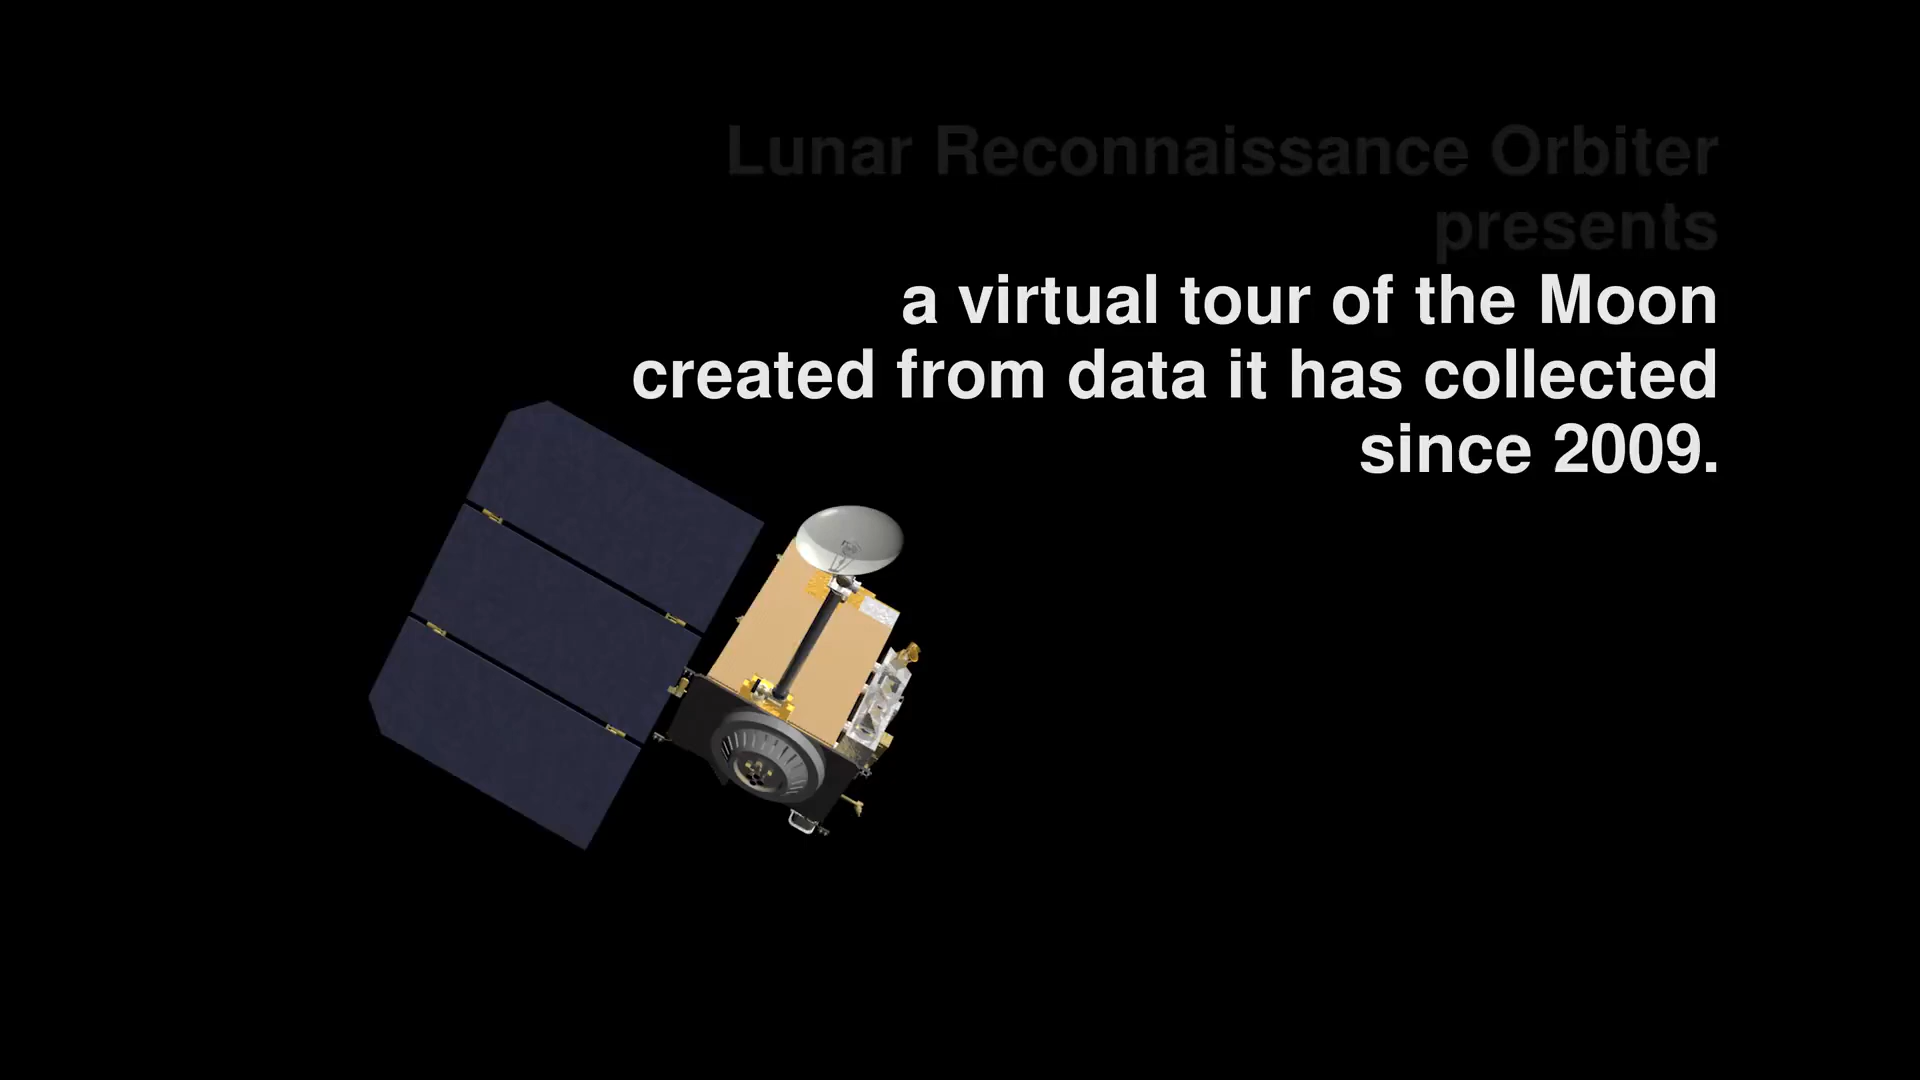 Lunar Reconnaissance Orbiter
presents
a virtual tour of the Moon
created from data it has collected
since 2009.